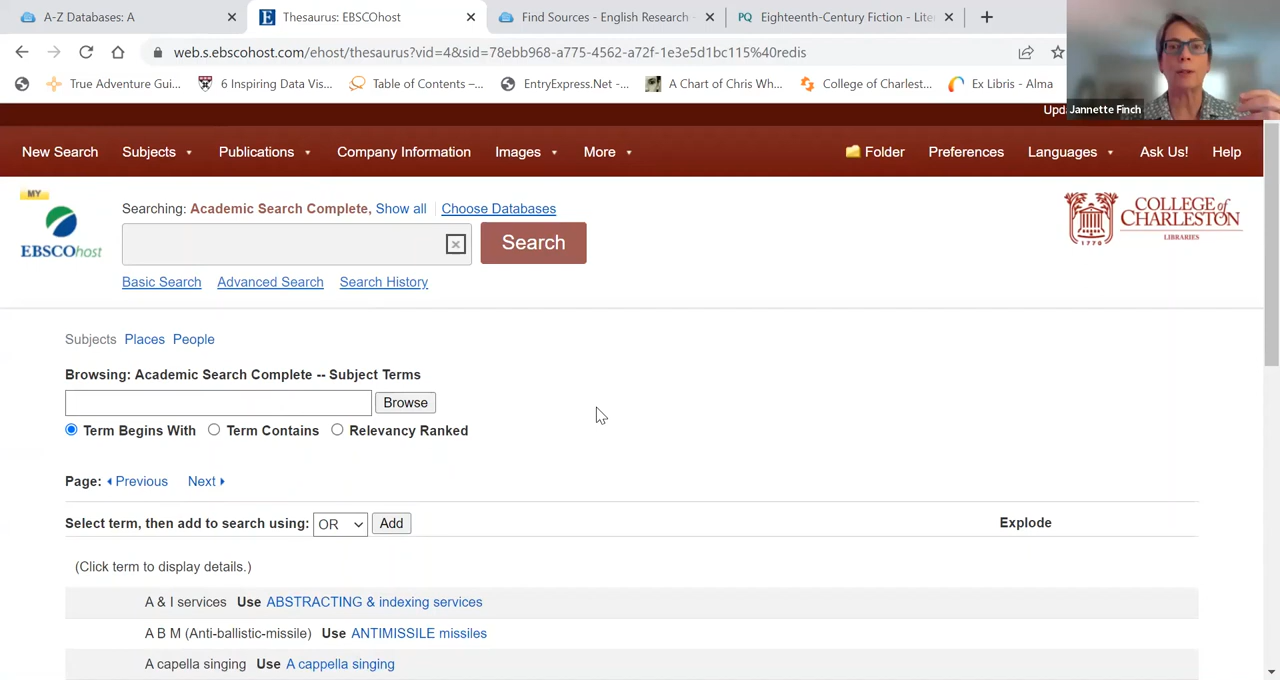 A-Z Databases: A
Thesaurus: EBSCOhost
Find Sources - English Research
Eighteenth-Century Fiction - Lite
web.s.ebscohost.com/ehost/thesaurus?vid=4&sid=78ebb968-a775-4562-a72f-1e3e5d1bc115%40redis
True Adventure Gui...
6 Inspiring Data Vis...
Table of Contents –...
EntryExpress.Net -...
A Chart of Chris Wh...
College of Charlest...
Ex Libris - Alma
Jannette Finch
New Search
Subjects
Publications
Company Information
Images
More
Folder
Preferences
Languages
Ask Us!
Help
MY
EBSCOhost
Searching: Academic Search Complete, Show all
Choose Databases
Search
Basic Search
Advanced Search
Search History
COLLEGE of
CHARLESTON
LIBRARIES
1770
Subjects Places People
Browsing: Academic Search Complete -- Subject Terms
Browse
Term Begins With
Term Contains
Relevancy Ranked
Page: Previous Next
Select term, then add to search using: OR Add
Explode
(Click term to display details.)
A & I services Use ABSTRACTING & indexing services
A B M (Anti-ballistic-missile) Use ANTIMISSILE missiles
A capella singing Use A cappella singing